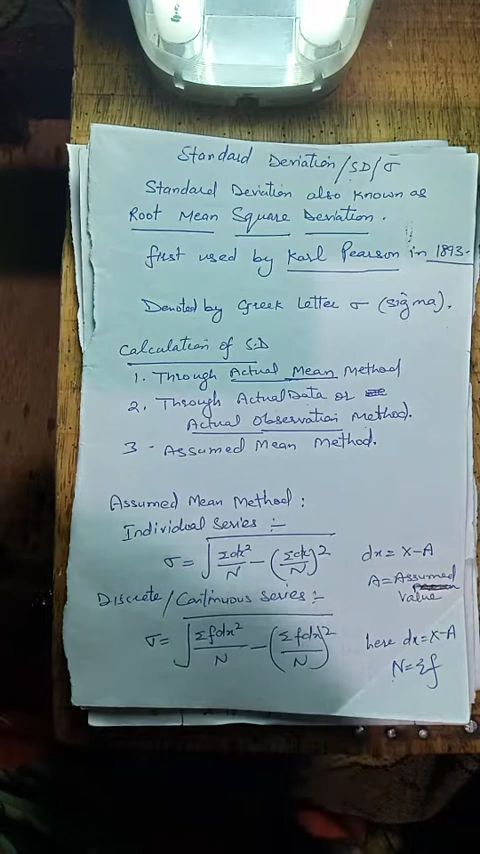 Standard Deviation/SD/σ
Standard Deviation also known as
Root Mean Square Deviation.
first used by Karl Pearson in 1893.
Denoted by Greek Letter σ (sigma).
Calculation of S.D
1. Through Actual Mean Method
2. Through Actual Data or
Actual Observation Method.
3 - Assumed Mean Method.
Assumed Mean Method:
Individual Series :-
σ = √(Σdx²/N - (Σdx/N)²) dx = X-A
A = Assumed
Value
Discrete/Continuous Series :-
σ = √(Σfdx²/N - (Σfdx/N)²) here dx = X-A
N = Σf